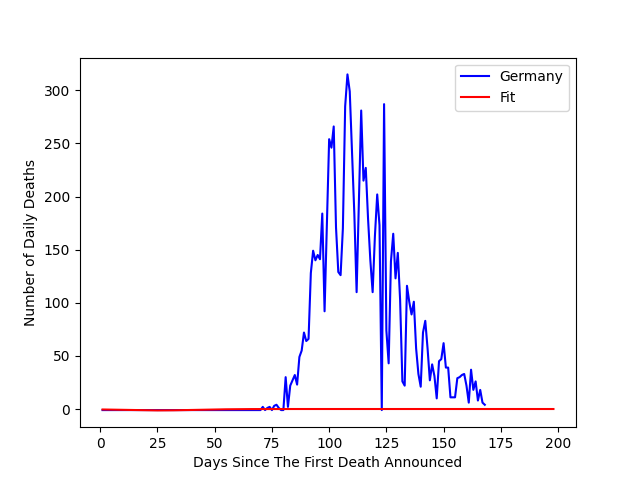 Germany
Fit
300
250
200
150
100
50
0
Number of Daily Deaths
0 25 50 75 100 125 150 175 200
Days Since The First Death Announced